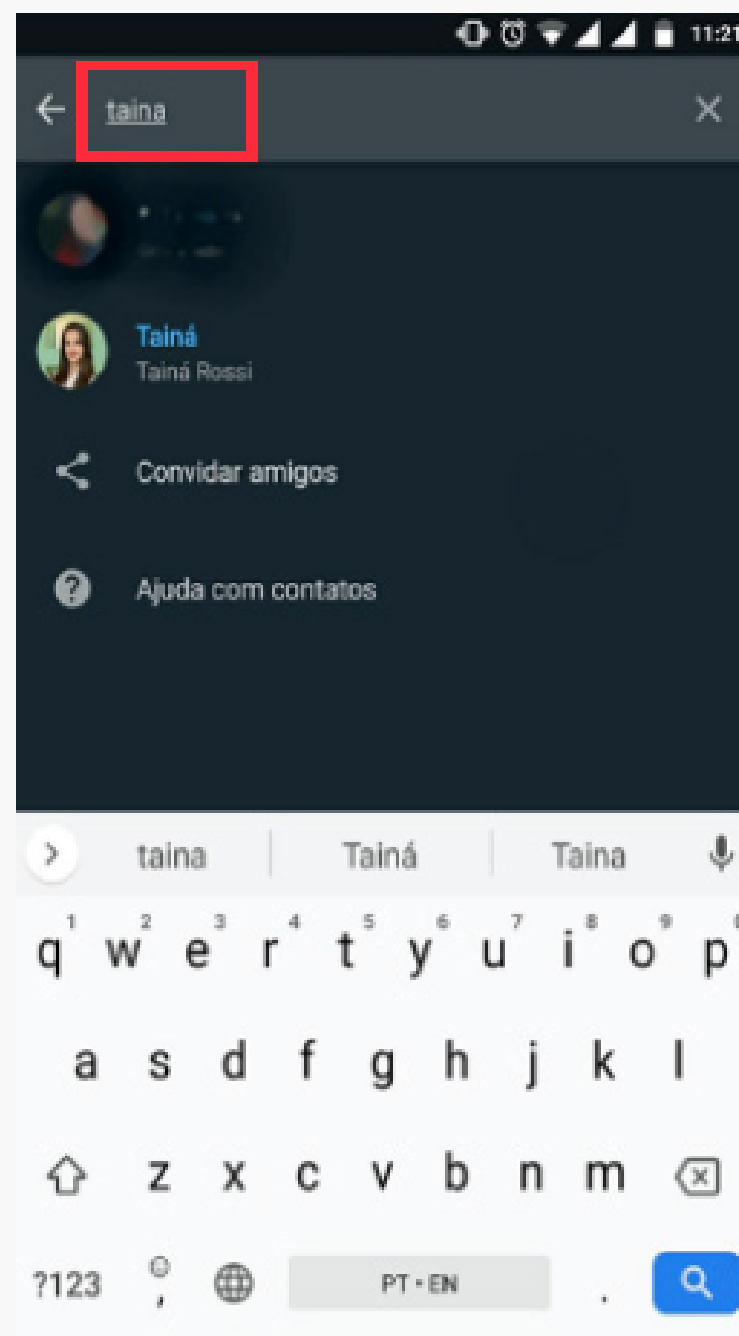 11:21
taina
Tainá
Tainá Rossi
Convidar amigos
Ajuda com contatos
taina Tainá Taina
1 2 3 4 5 6 7 8 9
q w e r t y u i o p
a s d f g h j k l
z x c v b n m
?123 , PT • EN .